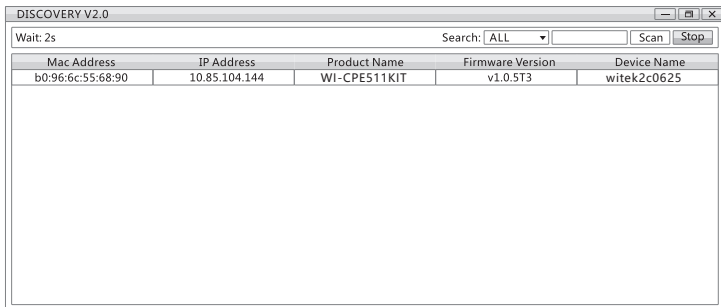 DISCOVERY V2.0
Wait: 2s Search: ALL Scan Stop
Mac Address IP Address Product Name Firmware Version Device Name
b0:96:6c:55:68:90 10.85.104.144 WI-CPE511KIT v1.0.5T3 witek2c0625